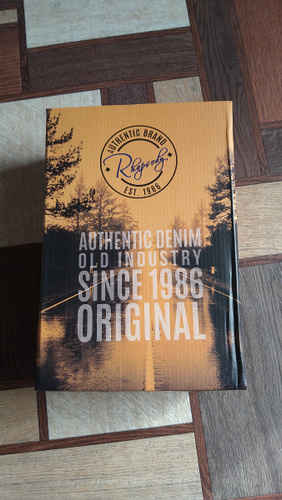 AUTHENTIC BRAND
Rhapsody
EST. 1986
AUTHENTIC DENIM
OLD INDUSTRY
SINCE 1986
ORIGINAL